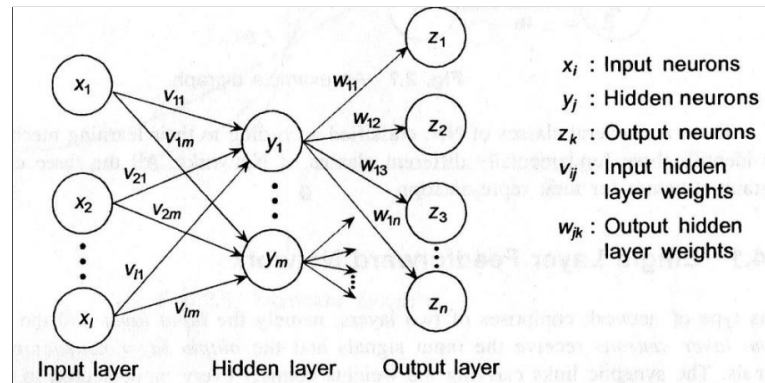 x1
x2
xl
v11
v1m
v21
v2m
vl1
vlm
y1
ym
w11
w12
w13
w1n
z1
z2
z3
zn
xi : Input neurons
yj : Hidden neurons
zk : Output neurons
vij : Input hidden
layer weights
wjk : Output hidden
layer weights
Input layer Hidden layer Output layer